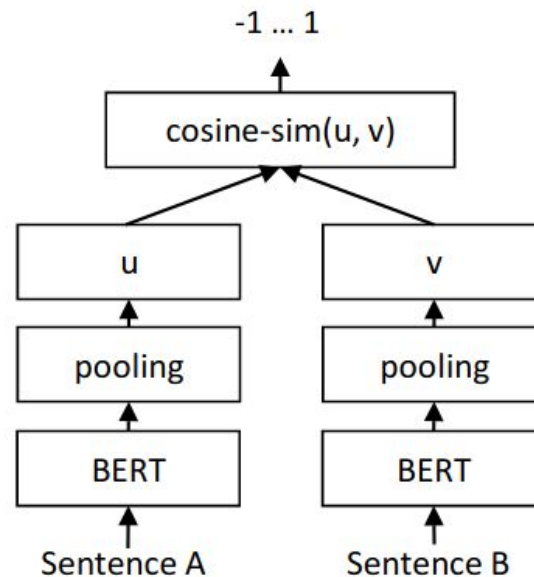 -1 ... 1
cosine-sim(u, v)
u
v
pooling
pooling
BERT
BERT
Sentence A
Sentence B